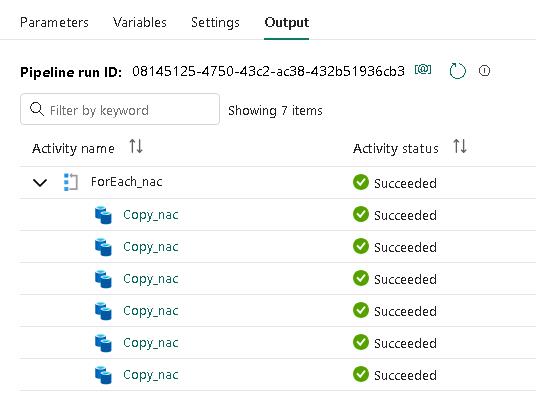 Parameters Variables Settings Output
Pipeline run ID: 08145125-4750-43c2-ac38-432b51936cb3
Filter by keyword Showing 7 items
Activity name Activity status
ForEach_nac Succeeded
Copy_nac Succeeded
Copy_nac Succeeded
Copy_nac Succeeded
Copy_nac Succeeded
Copy_nac Succeeded
Copy_nac Succeeded